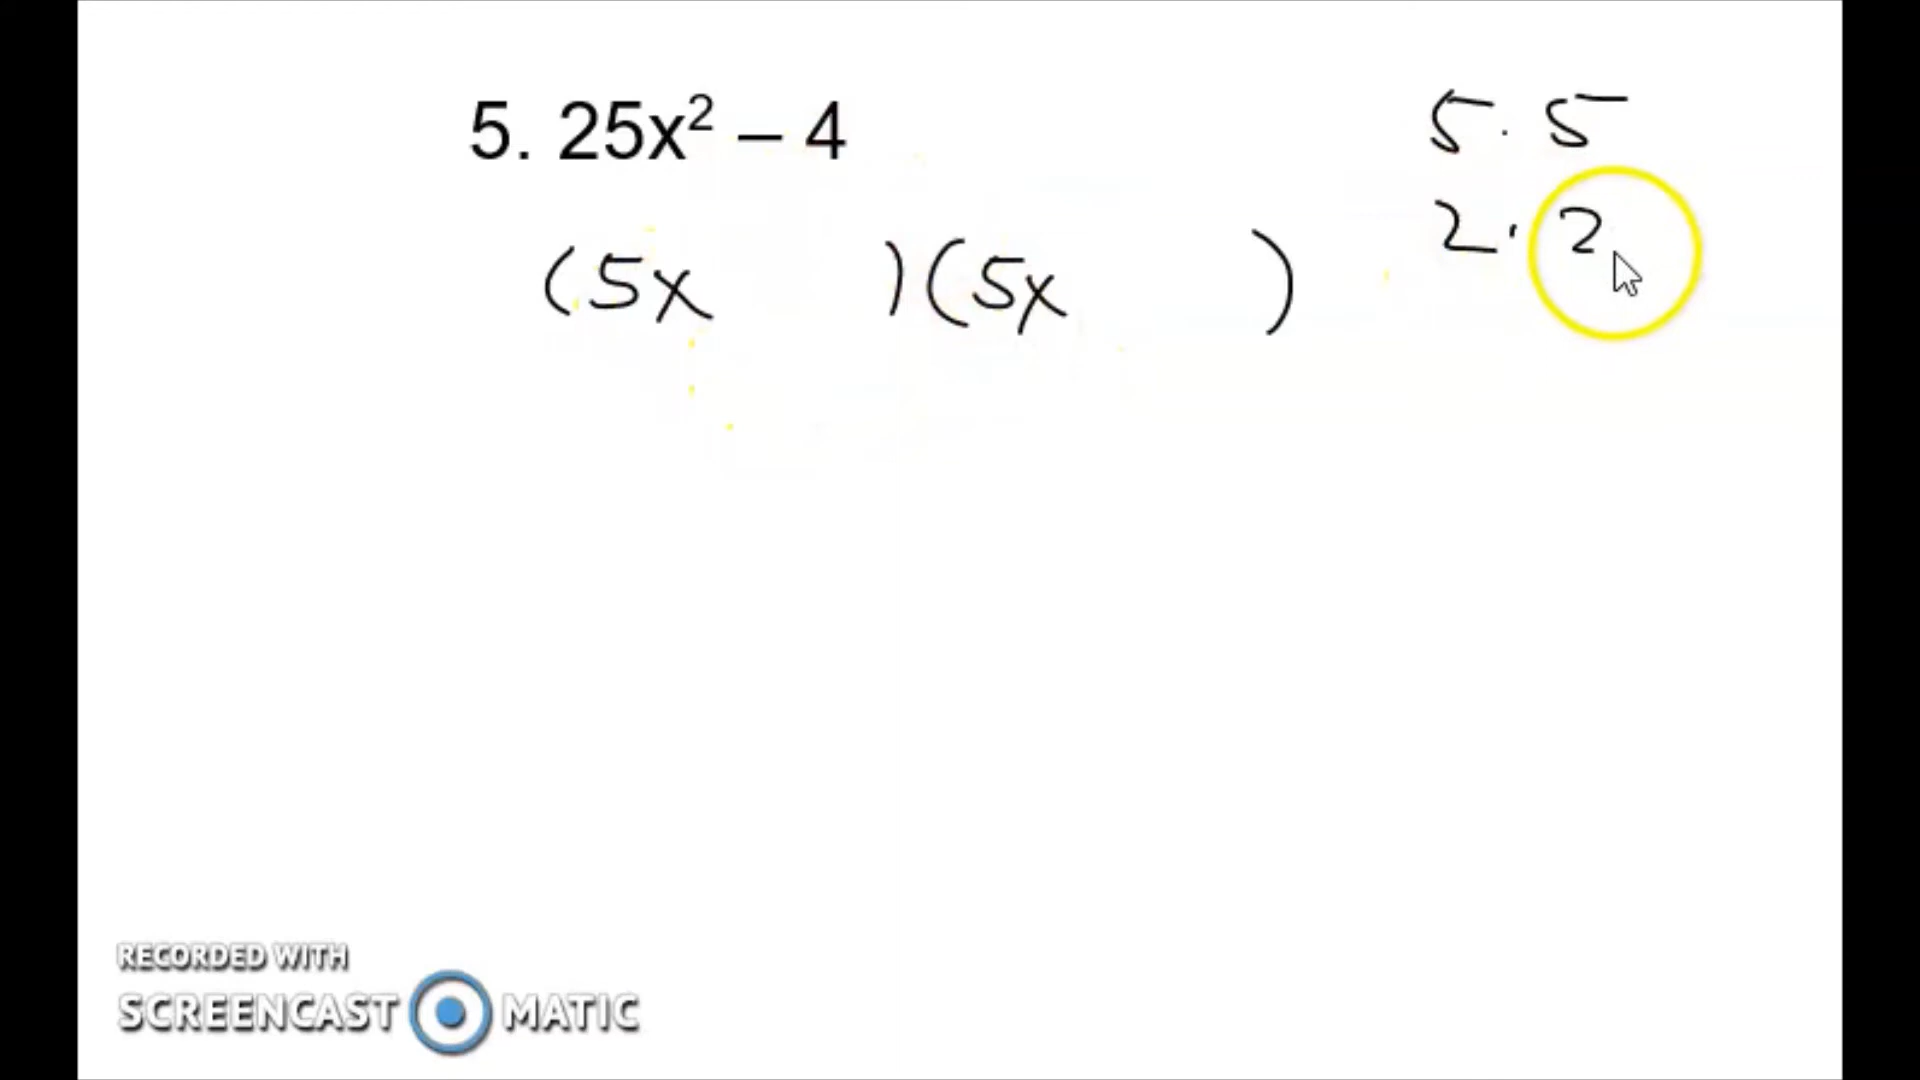 5. 25x² – 4
5 · 5
2 · 2
(5x    )(5x    )
RECORDED WITH
SCREENCAST MATIC